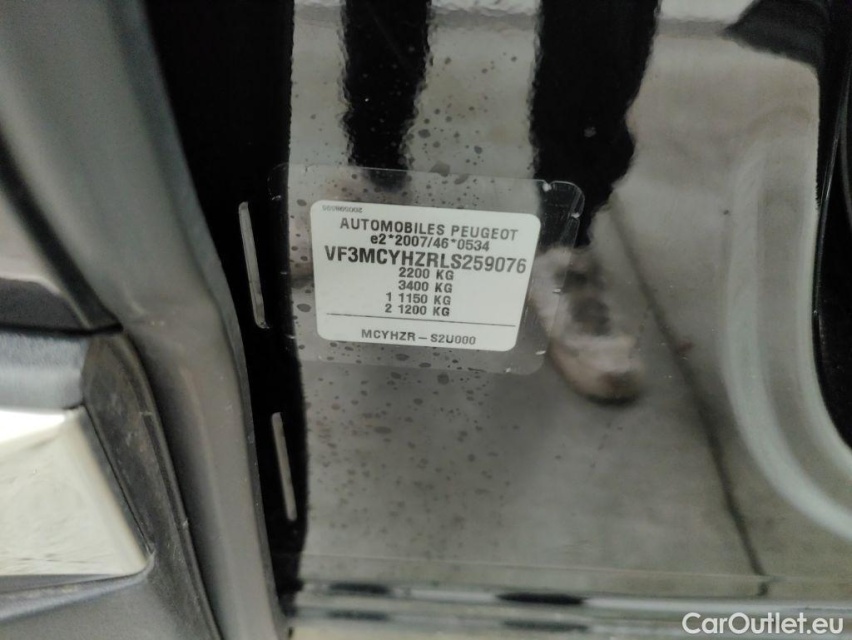 AUTOMOBILES PEUGEOT
e2*2007/46*0534
VF3MCYHZRLS259076
2200 KG
3400 KG
1 1150 KG
2 1200 KG
MCYHZR – S2U000
CarOutlet.eu